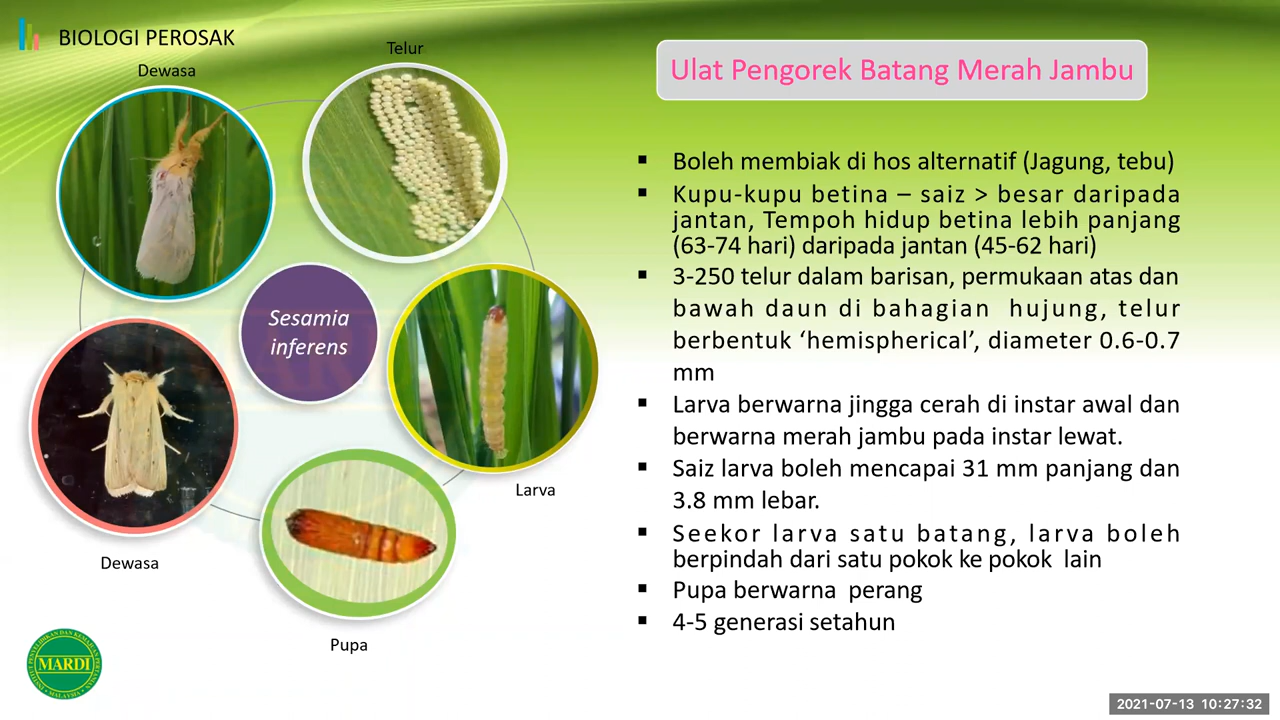 BIOLOGI PEROSAK
Telur
Dewasa
Sesamia
inferens
Larva
Dewasa
Pupa
INSTITUT PENYELIDIKAN DAN KEMAJUAN PERTANIAN
MARDI
MALAYSIA
Ulat Pengorek Batang Merah Jambu
▪ Boleh membiak di hos alternatif (Jagung, tebu)
▪ Kupu-kupu betina – saiz > besar daripada
jantan, Tempoh hidup betina lebih panjang
(63-74 hari) daripada jantan (45-62 hari)
▪ 3-250 telur dalam barisan, permukaan atas dan
bawah daun di bahagian hujung, telur
berbentuk ‘hemispherical’, diameter 0.6-0.7
mm
▪ Larva berwarna jingga cerah di instar awal dan
berwarna merah jambu pada instar lewat.
▪ Saiz larva boleh mencapai 31 mm panjang dan
3.8 mm lebar.
▪ Seekor larva satu batang, larva boleh
berpindah dari satu pokok ke pokok lain
▪ Pupa berwarna perang
▪ 4-5 generasi setahun
2021-07-13 10:27:32